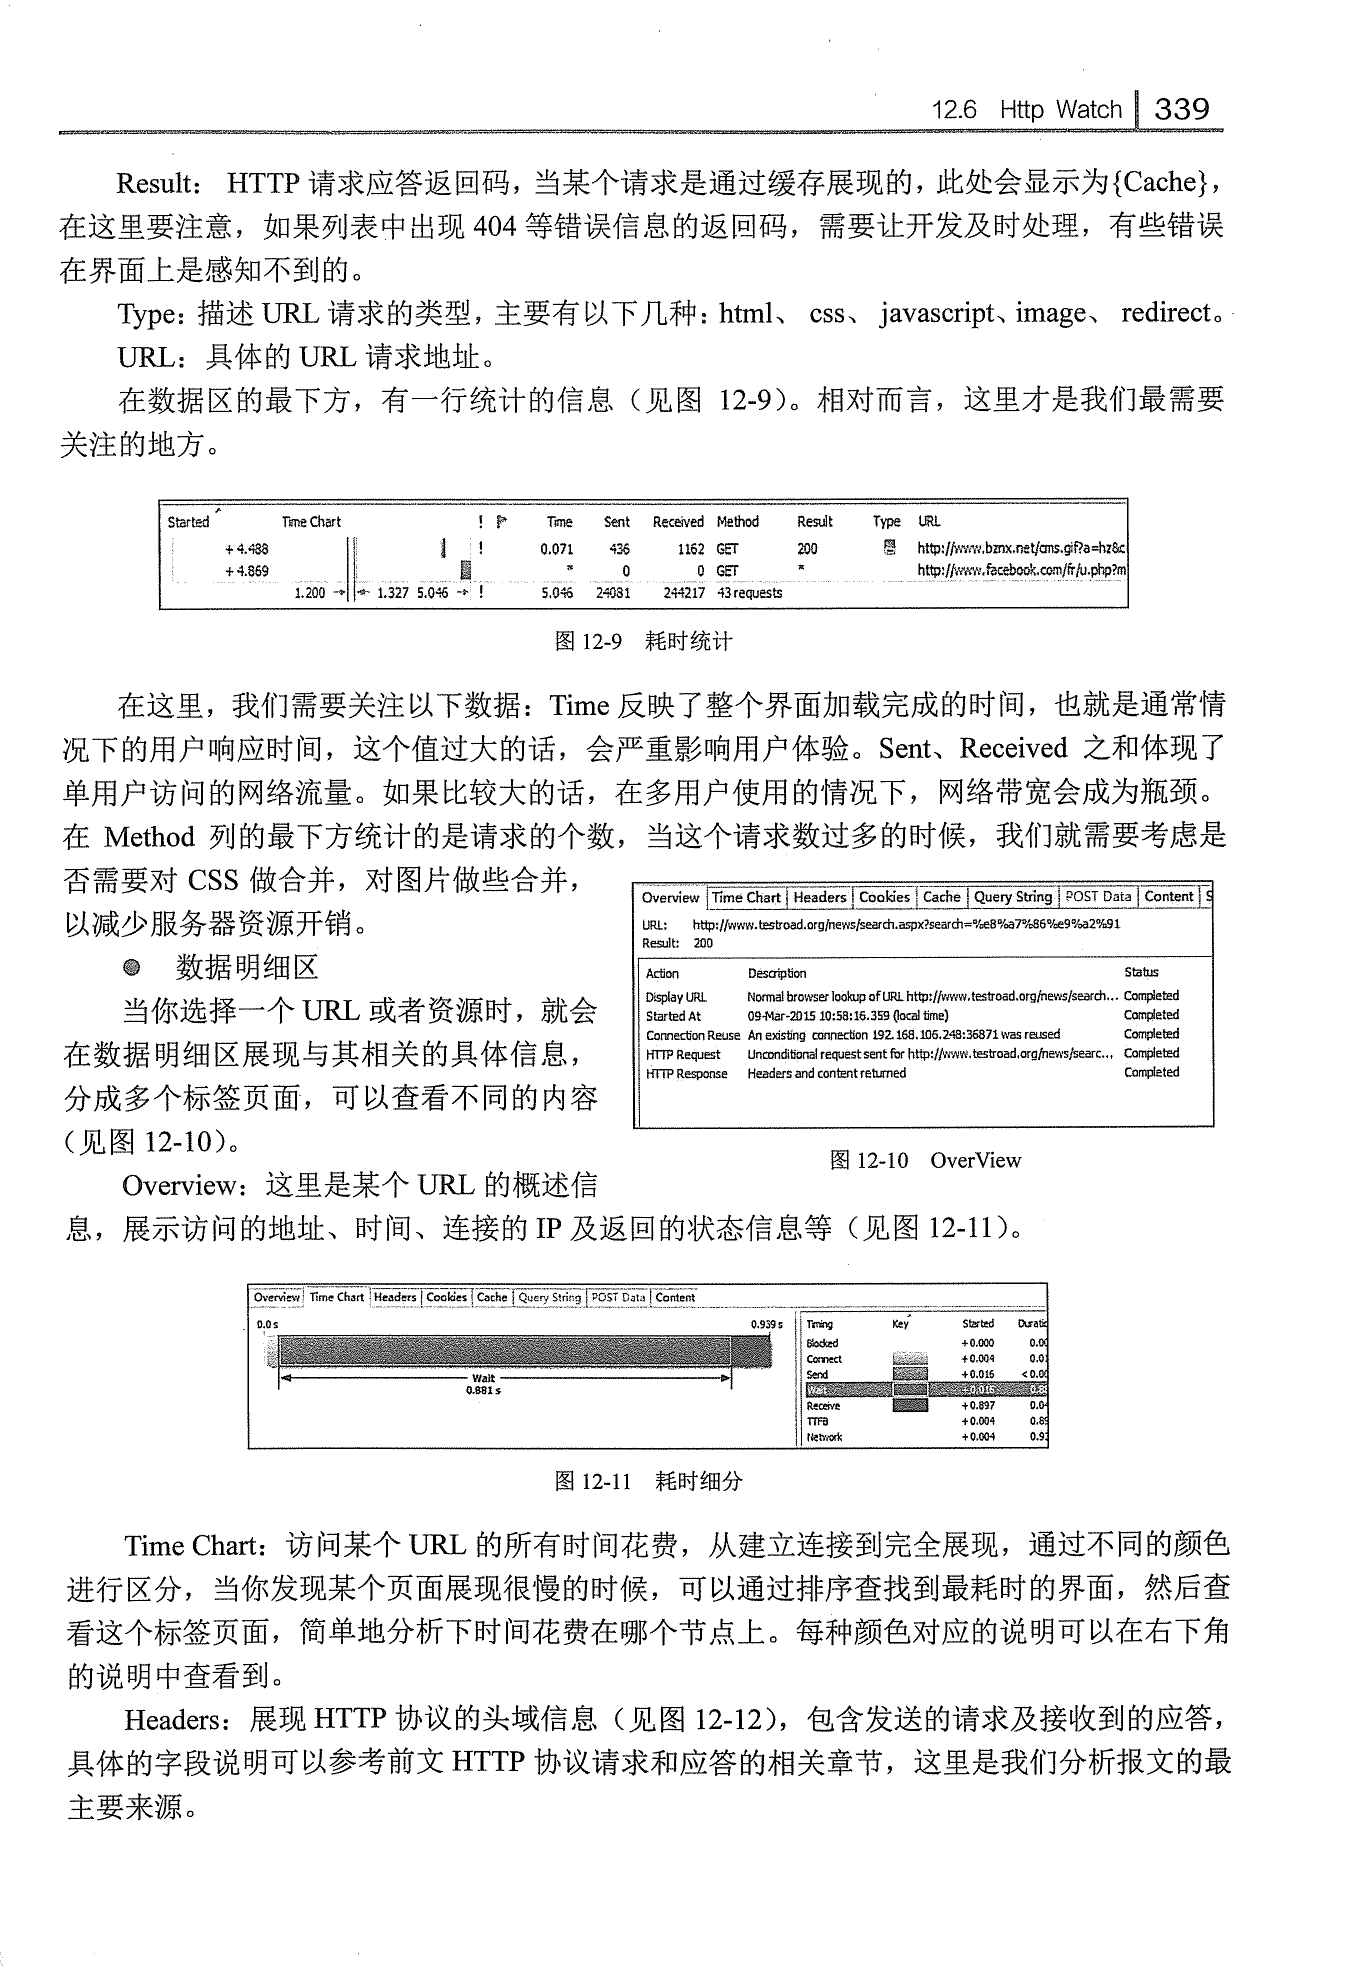 12.6 Http Watch 339
Result： HTTP 请求应答返回码，当某个请求是通过缓存展现的，此处会显示为{Cache}，
在这里要注意，如果列表中出现 404 等错误信息的返回码，需要让开发及时处理，有些错误
在界面上是感知不到的。
Type：描述 URL 请求的类型，主要有以下几种：html、 css、 javascript、image、 redirect。
URL：具体的 URL 请求地址。
在数据区的最下方，有一行统计的信息（见图 12-9）。相对而言，这里才是我们最需要
关注的地方。
Started Time Chart ! Time Sent Received Method Result Type URL
+ 4.488 ! 0.071 436 1162 GET 200 http://www.bznx.net/cms.gif?a=hz&c
+ 4.869 * 0 0 GET * http://www.facebook.com/fr/u.php?m
1.200 1.327 5.046 ! 5.046 24081 244217 43 requests
图 12-9 耗时统计
在这里，我们需要关注以下数据：Time 反映了整个界面加载完成的时间，也就是通常情
况下的用户响应时间，这个值过大的话，会严重影响用户体验。Sent、Received 之和体现了
单用户访问的网络流量。如果比较大的话，在多用户使用的情况下，网络带宽会成为瓶颈。
在 Method 列的最下方统计的是请求的个数，当这个请求数过多的时候，我们就需要考虑是
否需要对 CSS 做合并，对图片做些合并，
以减少服务器资源开销。
● 数据明细区
当你选择一个 URL 或者资源时，就会
在数据明细区展现与其相关的具体信息，
分成多个标签页面，可以查看不同的内容
（见图 12-10）。
Overview Time Chart Headers Cookies Cache Query String POST Data Content S
URL: http://www.testroad.org/news/search.aspx?search=%e8%a7%86%e9%a2%91
Result: 200
Action Description Status
Display URL Normal browser lookup of URL http://www.testroad.org/news/search... Completed
Started At 09-Mar-2015 10:58:16.359 (local time) Completed
Connection Reuse An existing connection 192.168.106.248:36871 was reused Completed
HTTP Request Unconditional request sent for http://www.testroad.org/news/searc... Completed
HTTP Response Headers and content returned Completed
图 12-10 OverView
Overview：这里是某个 URL 的概述信
息，展示访问的地址、时间、连接的 IP 及返回的状态信息等（见图 12-11）。
Overview Time Chart Headers Cookies Cache Query String POST Data Content
0.0 s 0.939 s
Wait
0.881 s
Timing Key Started Durati
Blocked + 0.000 0.00
Connect + 0.004 0.01
Send + 0.016 < 0.00
Wait + 0.016 0.88
Receive + 0.897 0.04
TTFB + 0.004 0.89
Network + 0.004 0.93
图 12-11 耗时细分
Time Chart：访问某个 URL 的所有时间花费，从建立连接到完全展现，通过不同的颜色
进行区分，当你发现某个页面展现很慢的时候，可以通过排序查找到最耗时的界面，然后查
看这个标签页面，简单地分析下时间花费在哪个节点上。每种颜色对应的说明可以在右下角
的说明中查看到。
Headers：展现 HTTP 协议的头域信息（见图 12-12），包含发送的请求及接收到的应答，
具体的字段说明可以参考前文 HTTP 协议请求和应答的相关章节，这里是我们分析报文的最
主要来源。